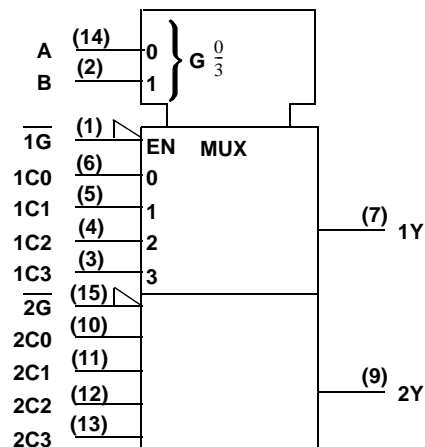 A (14) 0 G 0/3
B (2) 1
1G (1) EN MUX
1C0 (6) 0
1C1 (5) 1
1C2 (4) 2
1C3 (3) 3
(7) 1Y
2G (15)
2C0 (10)
2C1 (11)
2C2 (12)
2C3 (13)
(9) 2Y